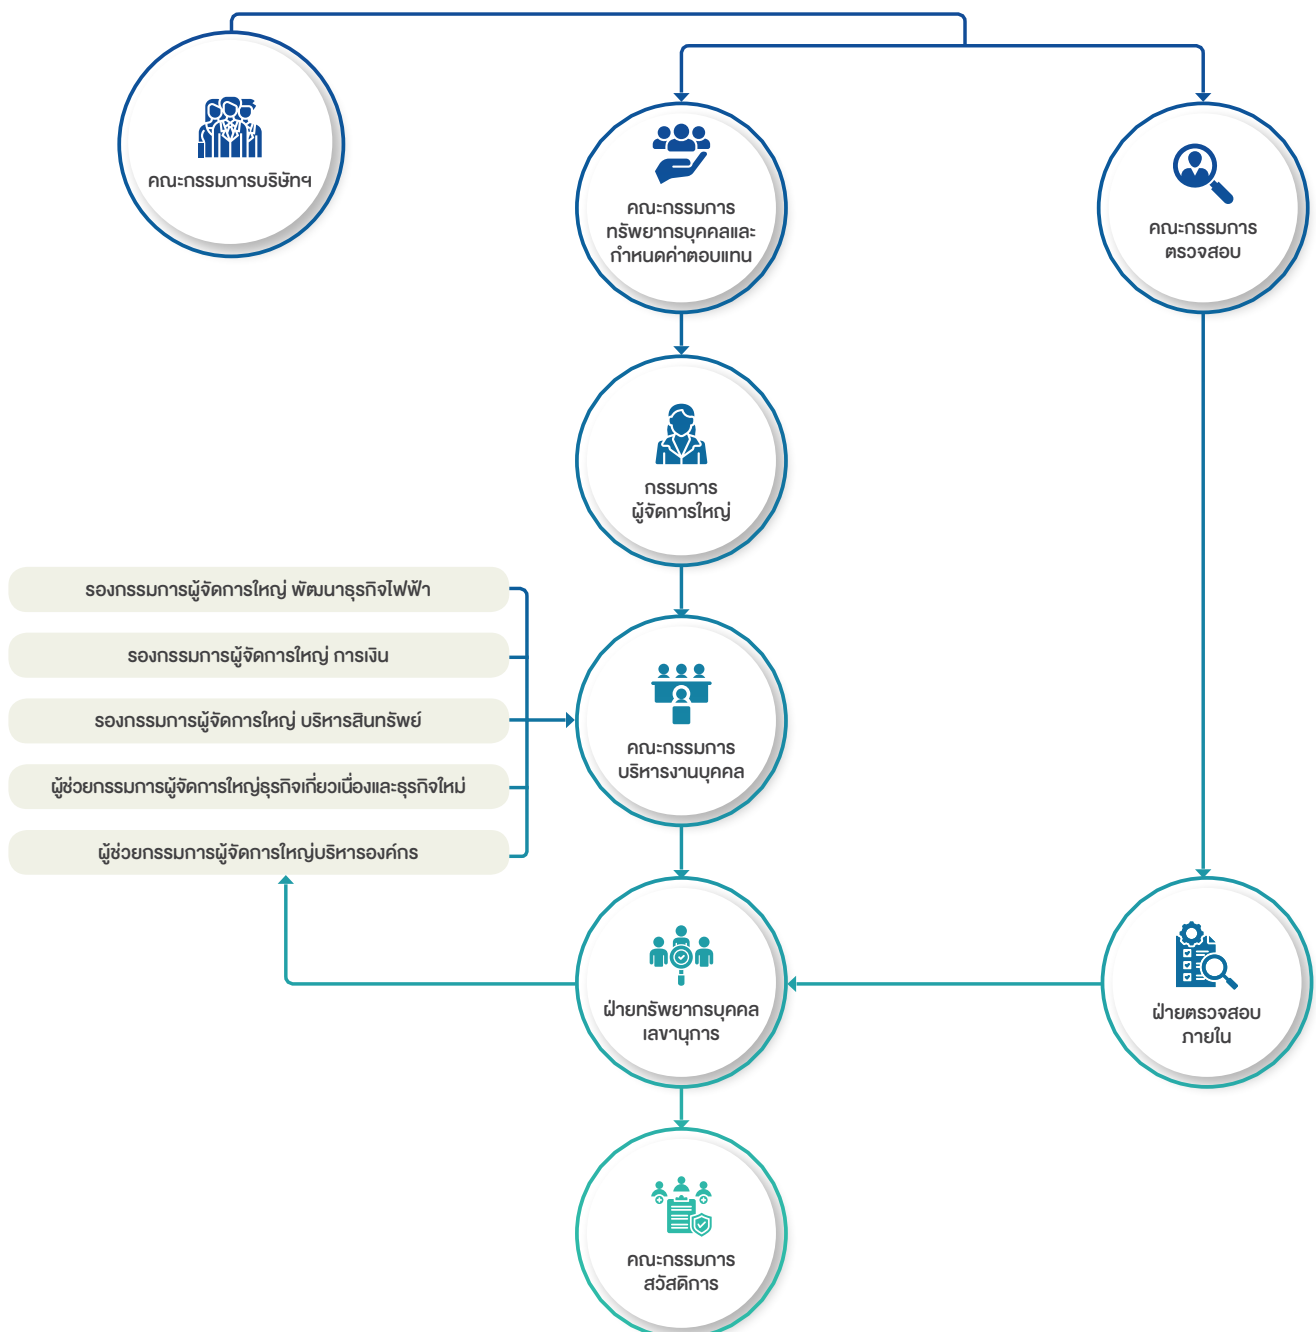 คณะกรรมการบริษัทฯ
คณะกรรมการ
ทรัพยากรบุคคลและ
กำหนดค่าตอบแทน
คณะกรรมการ
ตรวจสอบ
กรรมการ
ผู้จัดการใหญ่
รองกรรมการผู้จัดการใหญ่ พัฒนาธุรกิจไฟฟ้า
รองกรรมการผู้จัดการใหญ่ การเงิน
รองกรรมการผู้จัดการใหญ่ บริหารสินทรัพย์
ผู้ช่วยกรรมการผู้จัดการใหญ่ธุรกิจเกี่ยวเนื่องและธุรกิจใหม่
ผู้ช่วยกรรมการผู้จัดการใหญ่บริหารองค์กร
คณะกรรมการ
บริหารงานบุคคล
ฝ่ายทรัพยากรบุคคล
เลขานุการ
ฝ่ายตรวจสอบ
ภายใน
คณะกรรมการ
สวัสดิการ